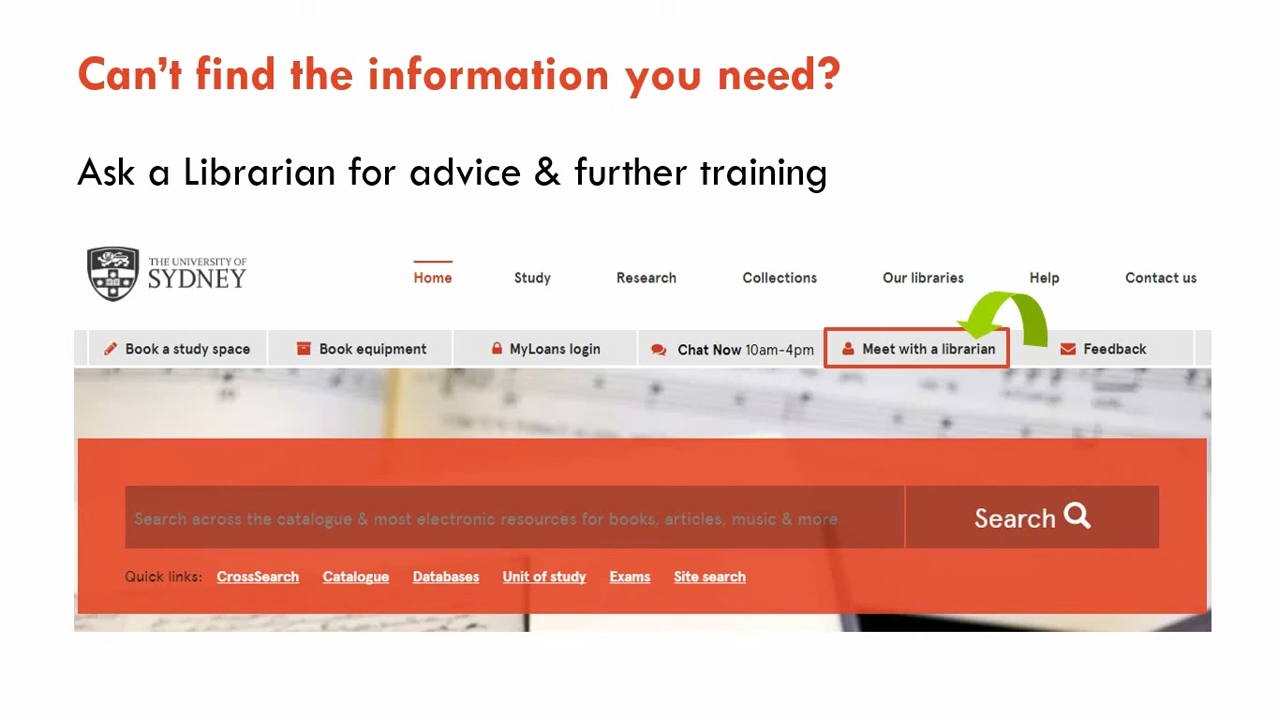 Can't find the information you need?
Ask a Librarian for advice & further training
THE UNIVERSITY OF
SYDNEY
Home Study Research Collections Our libraries Help Contact us
Book a study space Book equipment MyLoans login Chat Now 10am-4pm Meet with a librarian Feedback
Search across the catalogue & most electronic resources for books, articles, music & more Search
Quick links: CrossSearch Catalogue Databases Unit of study Exams Site search